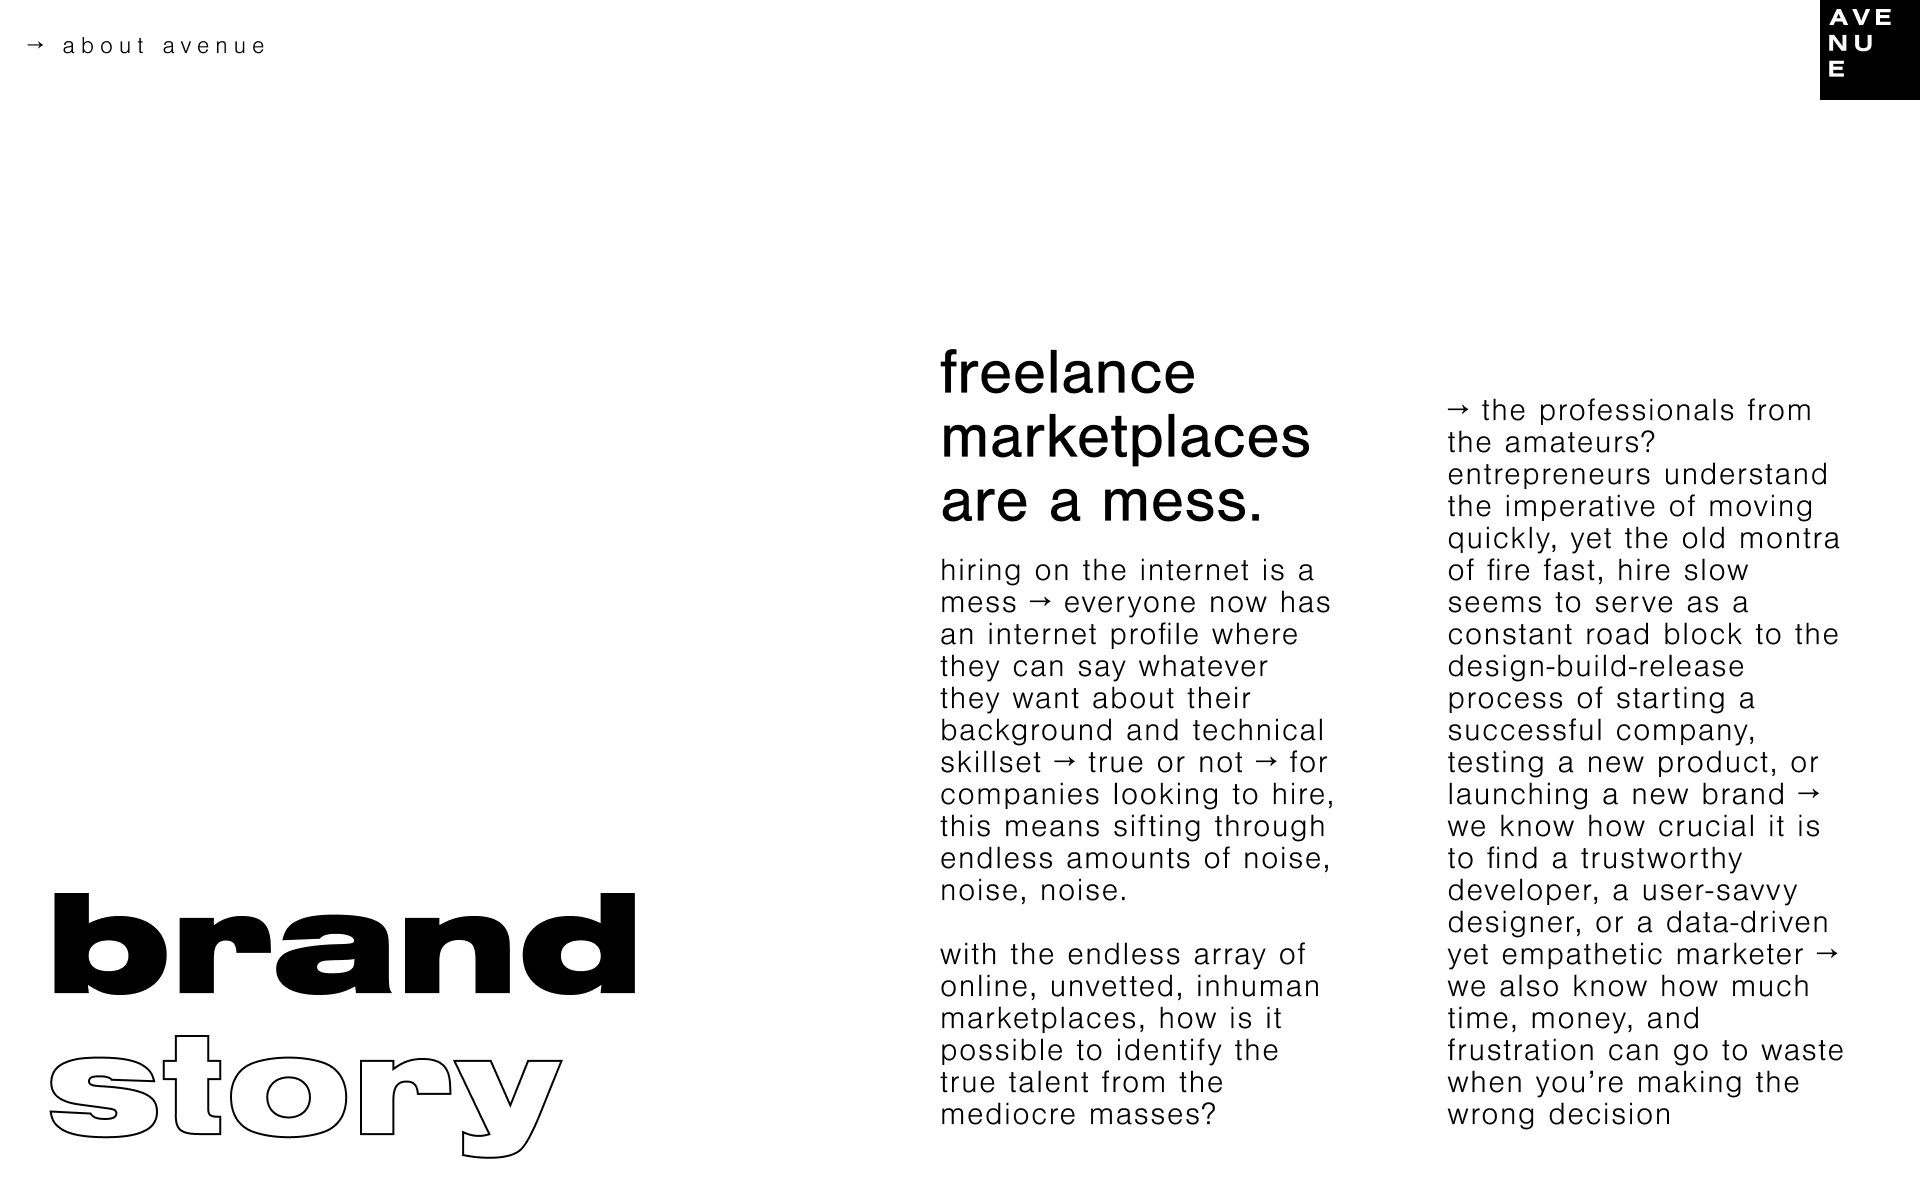 → about avenue
AVE
NU
E
freelance
marketplaces
are a mess.
hiring on the internet is a
mess → everyone now has
an internet profile where
they can say whatever
they want about their
background and technical
skillset → true or not → for
companies looking to hire,
this means sifting through
endless amounts of noise,
noise, noise.
with the endless array of
online, unvetted, inhuman
marketplaces, how is it
possible to identify the
true talent from the
mediocre masses?
→ the professionals from
the amateurs?
entrepreneurs understand
the imperative of moving
quickly, yet the old montra
of fire fast, hire slow
seems to serve as a
constant road block to the
design-build-release
process of starting a
successful company,
testing a new product, or
launching a new brand →
we know how crucial it is
to find a trustworthy
developer, a user-savvy
designer, or a data-driven
yet empathetic marketer →
we also know how much
time, money, and
frustration can go to waste
when you’re making the
wrong decision
brand
story